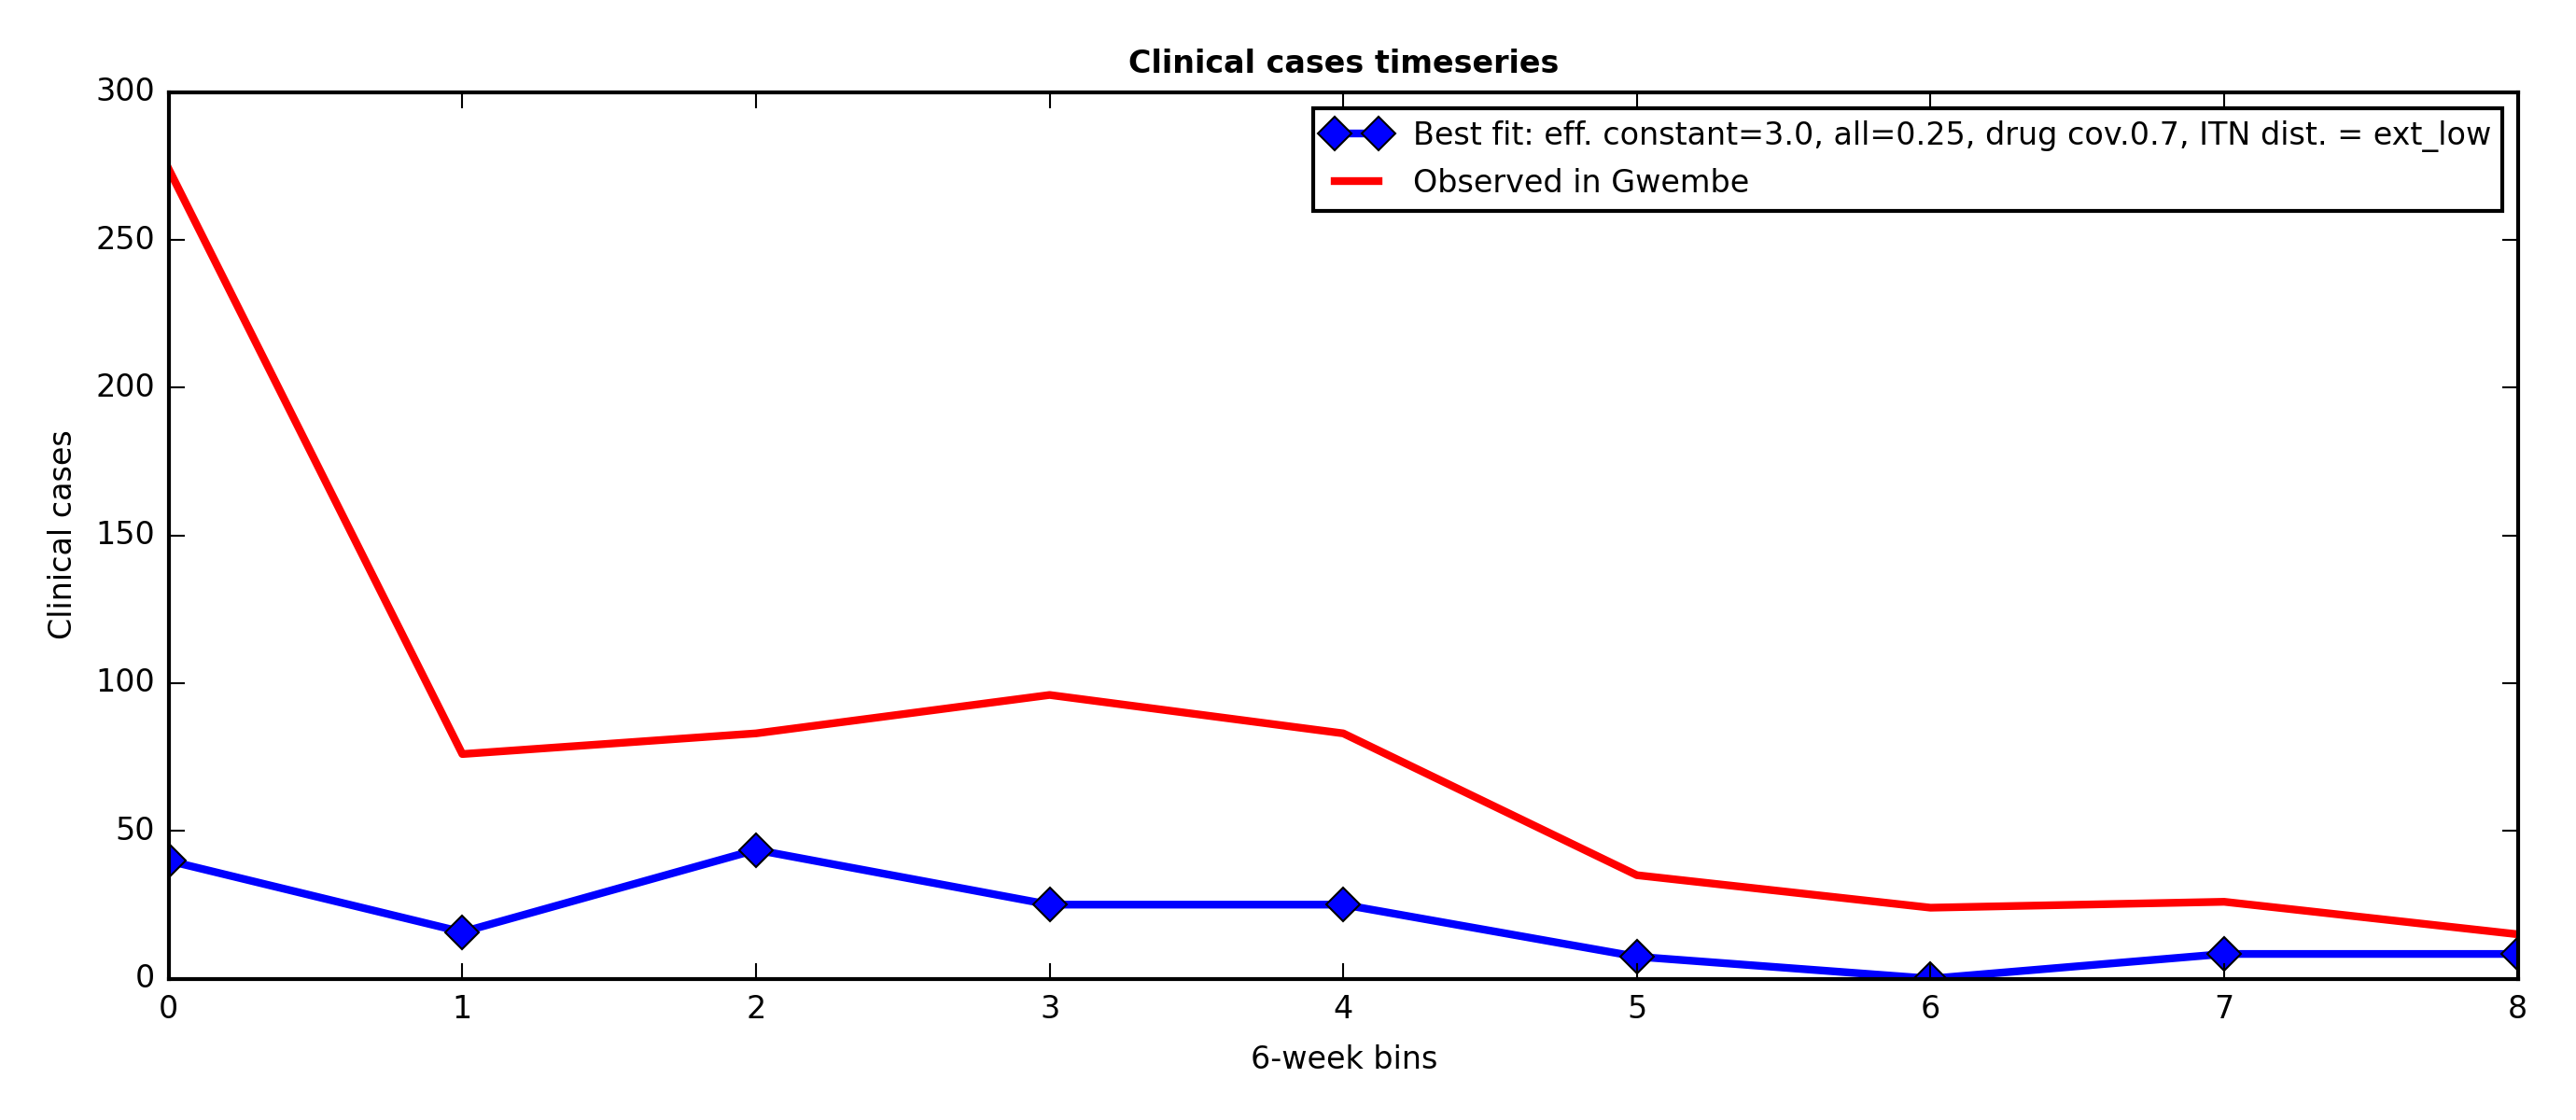 Clinical cases timeseries
300
250
200
150
100
50
0
Clinical cases
Best fit: eff. constant=3.0, all=0.25, drug cov.0.7, ITN dist. = ext_low
Observed in Gwembe
0 1 2 3 4 5 6 7 8
6-week bins